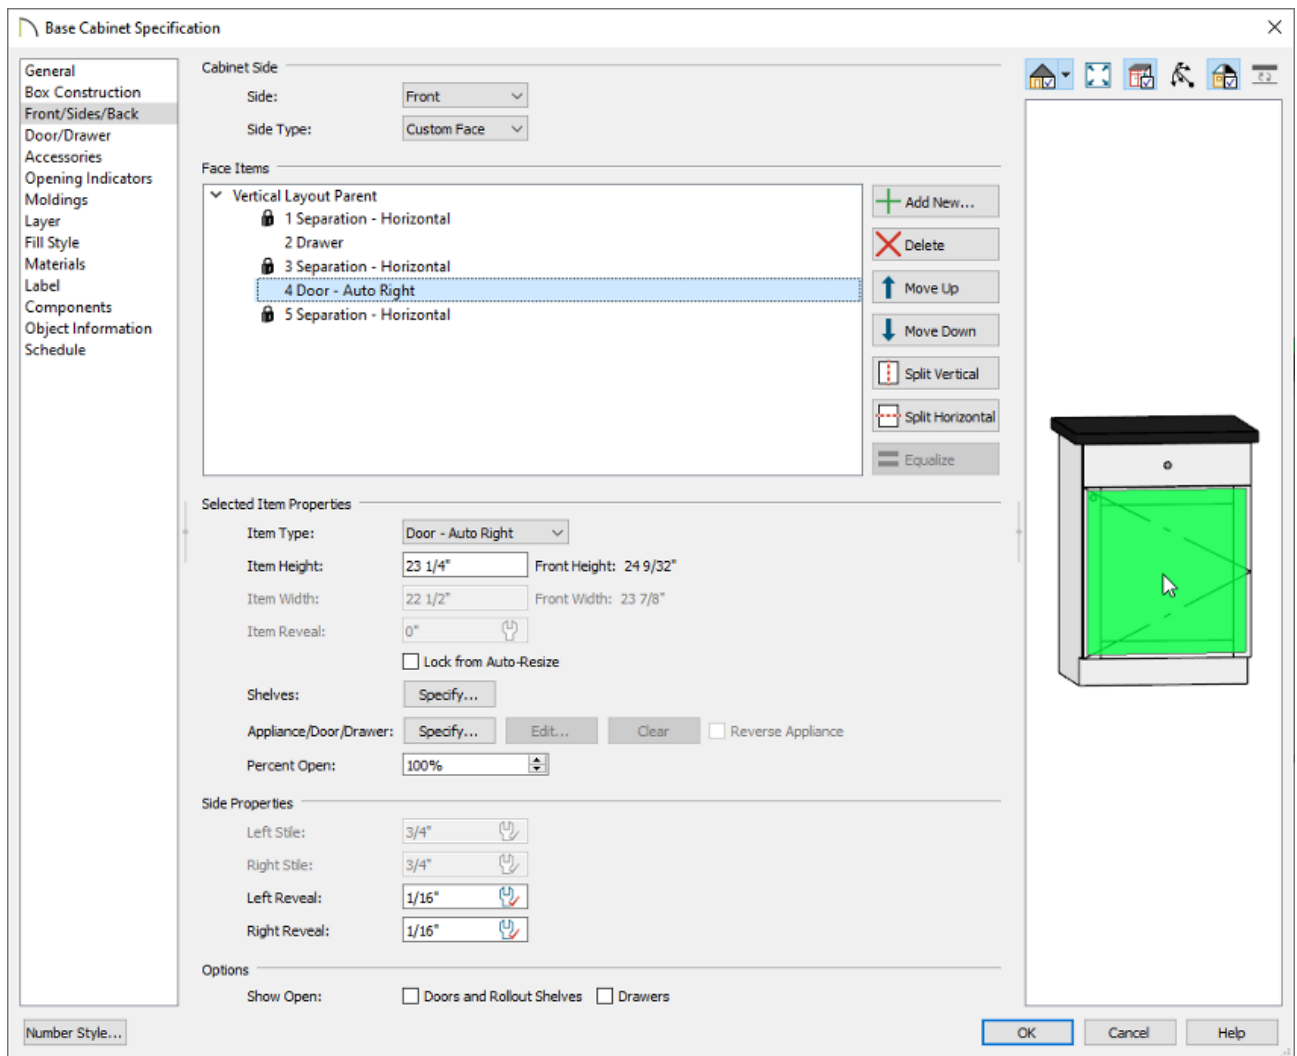 Base Cabinet Specification
General
Box Construction
Front/Sides/Back
Door/Drawer
Accessories
Opening Indicators
Moldings
Layer
Fill Style
Materials
Label
Components
Object Information
Schedule
Cabinet Side
Side: Front
Side Type: Custom Face
Face Items
Vertical Layout Parent
1 Separation - Horizontal
2 Drawer
3 Separation - Horizontal
4 Door - Auto Right
5 Separation - Horizontal
Add New...
Delete
Move Up
Move Down
Split Vertical
Split Horizontal
Equalize
Selected Item Properties
Item Type: Door - Auto Right
Item Height: 23 1/4" Front Height: 24 9/32"
Item Width: 22 1/2" Front Width: 23 7/8"
Item Reveal: 0"
Lock from Auto-Resize
Shelves: Specify...
Appliance/Door/Drawer: Specify... Edit... Clear Reverse Appliance
Percent Open: 100%
Side Properties
Left Stile: 3/4"
Right Stile: 3/4"
Left Reveal: 1/16"
Right Reveal: 1/16"
Options
Show Open: Doors and Rollout Shelves Drawers
Number Style... OK Cancel Help